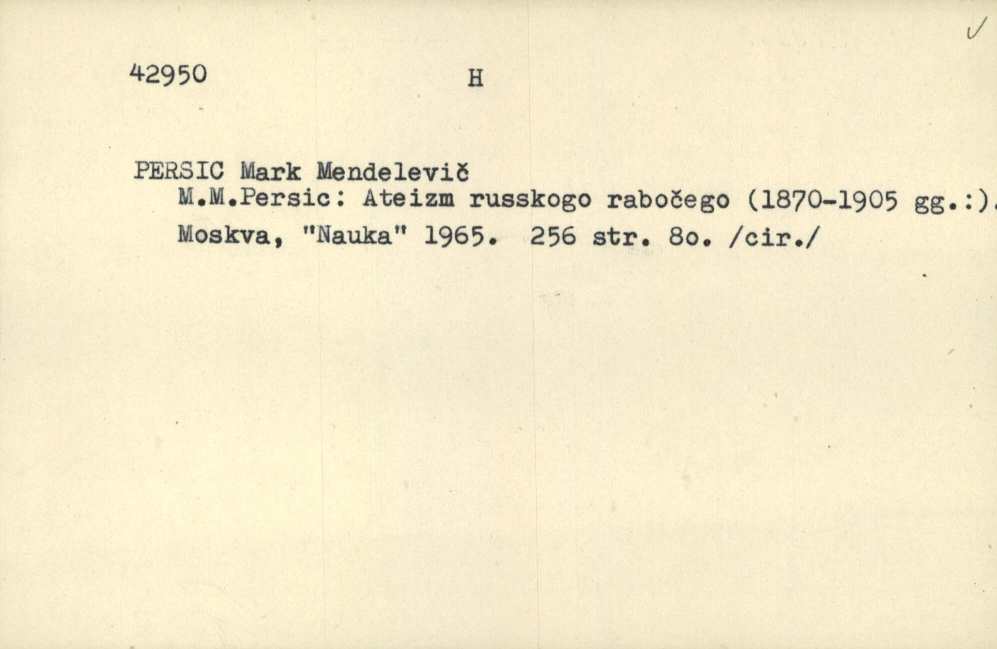 42950 H
PERSIC Mark Mendelevič
M.M.Persic: Ateizm russkogo rabočego (1870-1905 gg.:).
Moskva, "Nauka" 1965. 256 str. 8o. /cir./